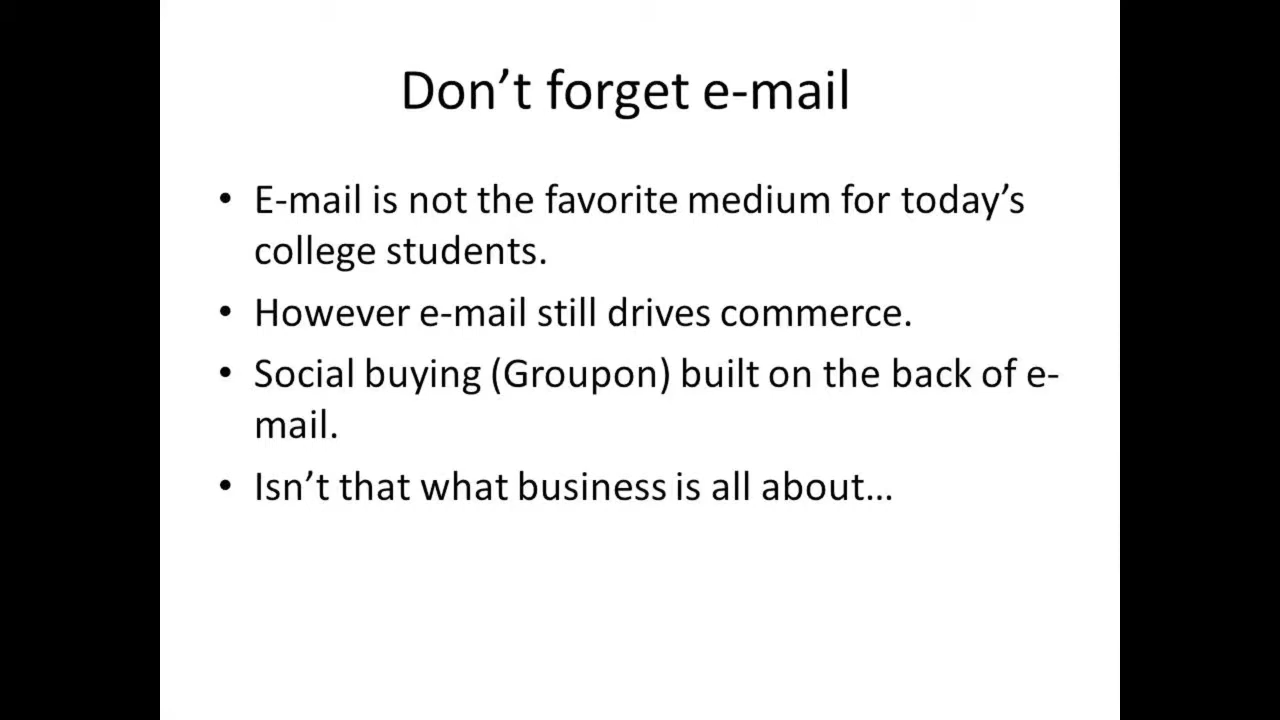 Don’t forget e-mail
• E-mail is not the favorite medium for today’s
college students.
• However e-mail still drives commerce.
• Social buying (Groupon) built on the back of e-
mail.
• Isn’t that what business is all about…